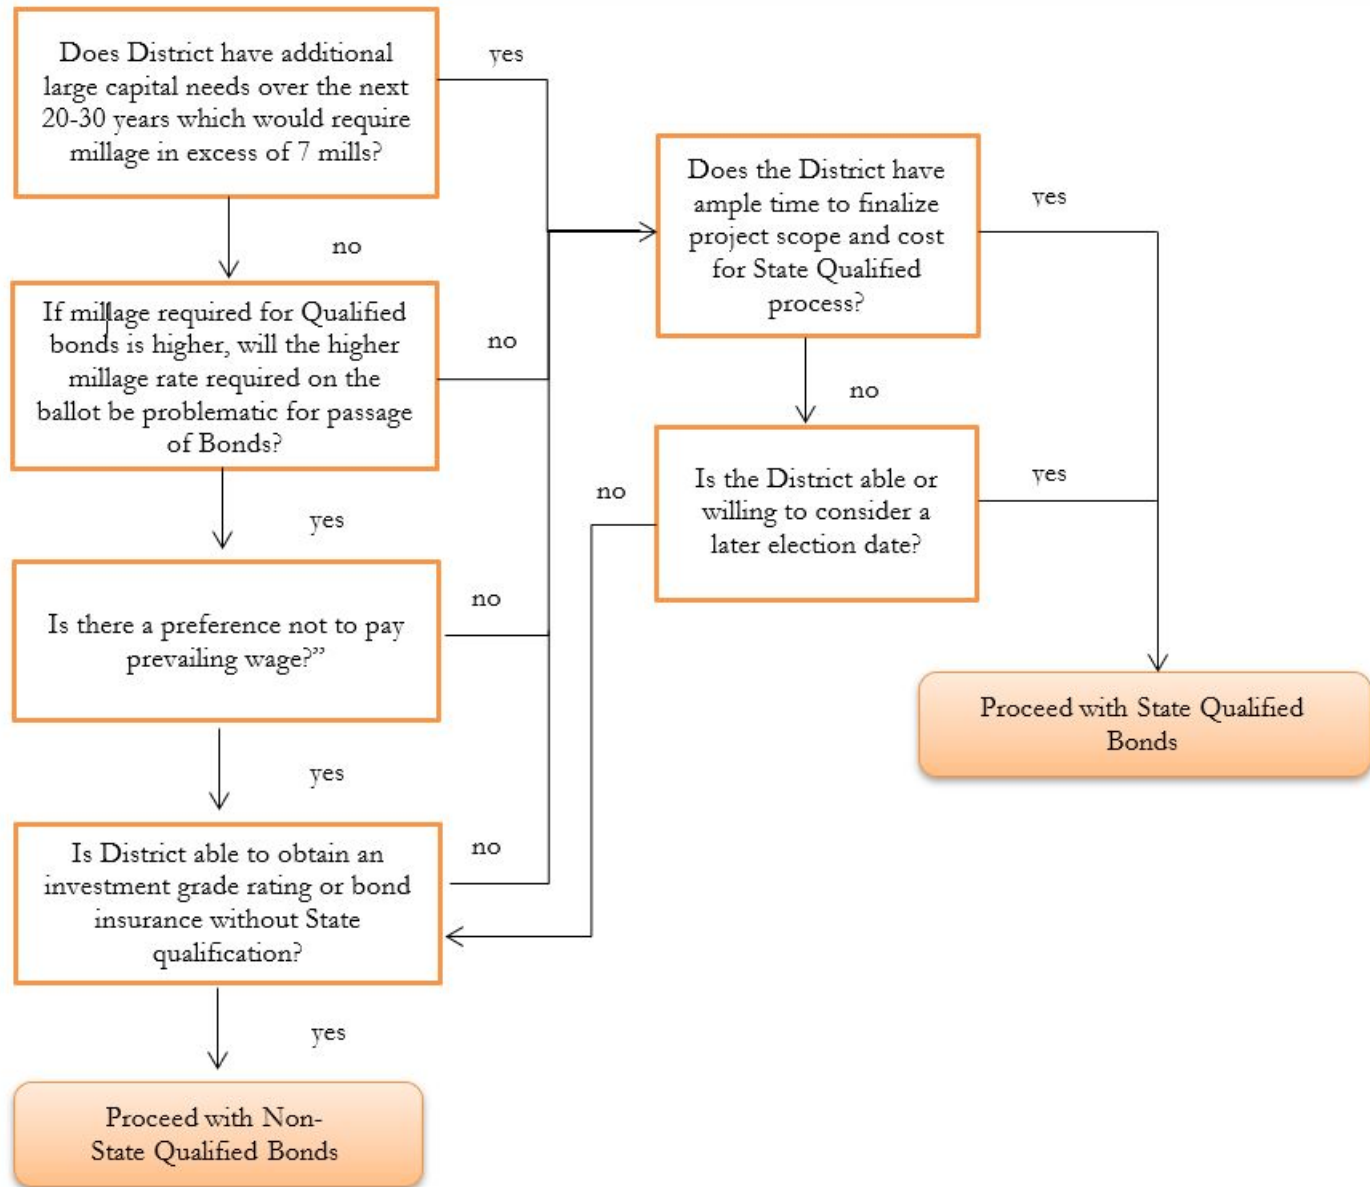 Does District have additional
large capital needs over the next
20-30 years which would require
millage in excess of 7 mills?
yes
no
If millage required for Qualified
bonds is higher, will the higher
millage rate required on the
ballot be problematic for passage
of Bonds?
no
yes
Is there a preference not to pay
prevailing wage?”
no
yes
Is District able to obtain an
investment grade rating or bond
insurance without State
qualification?
no
yes
Proceed with Non-
State Qualified Bonds
Does the District have
ample time to finalize
project scope and cost
for State Qualified
process?
yes
no
Is the District able or
willing to consider a
later election date?
no
yes
Proceed with State Qualified
Bonds